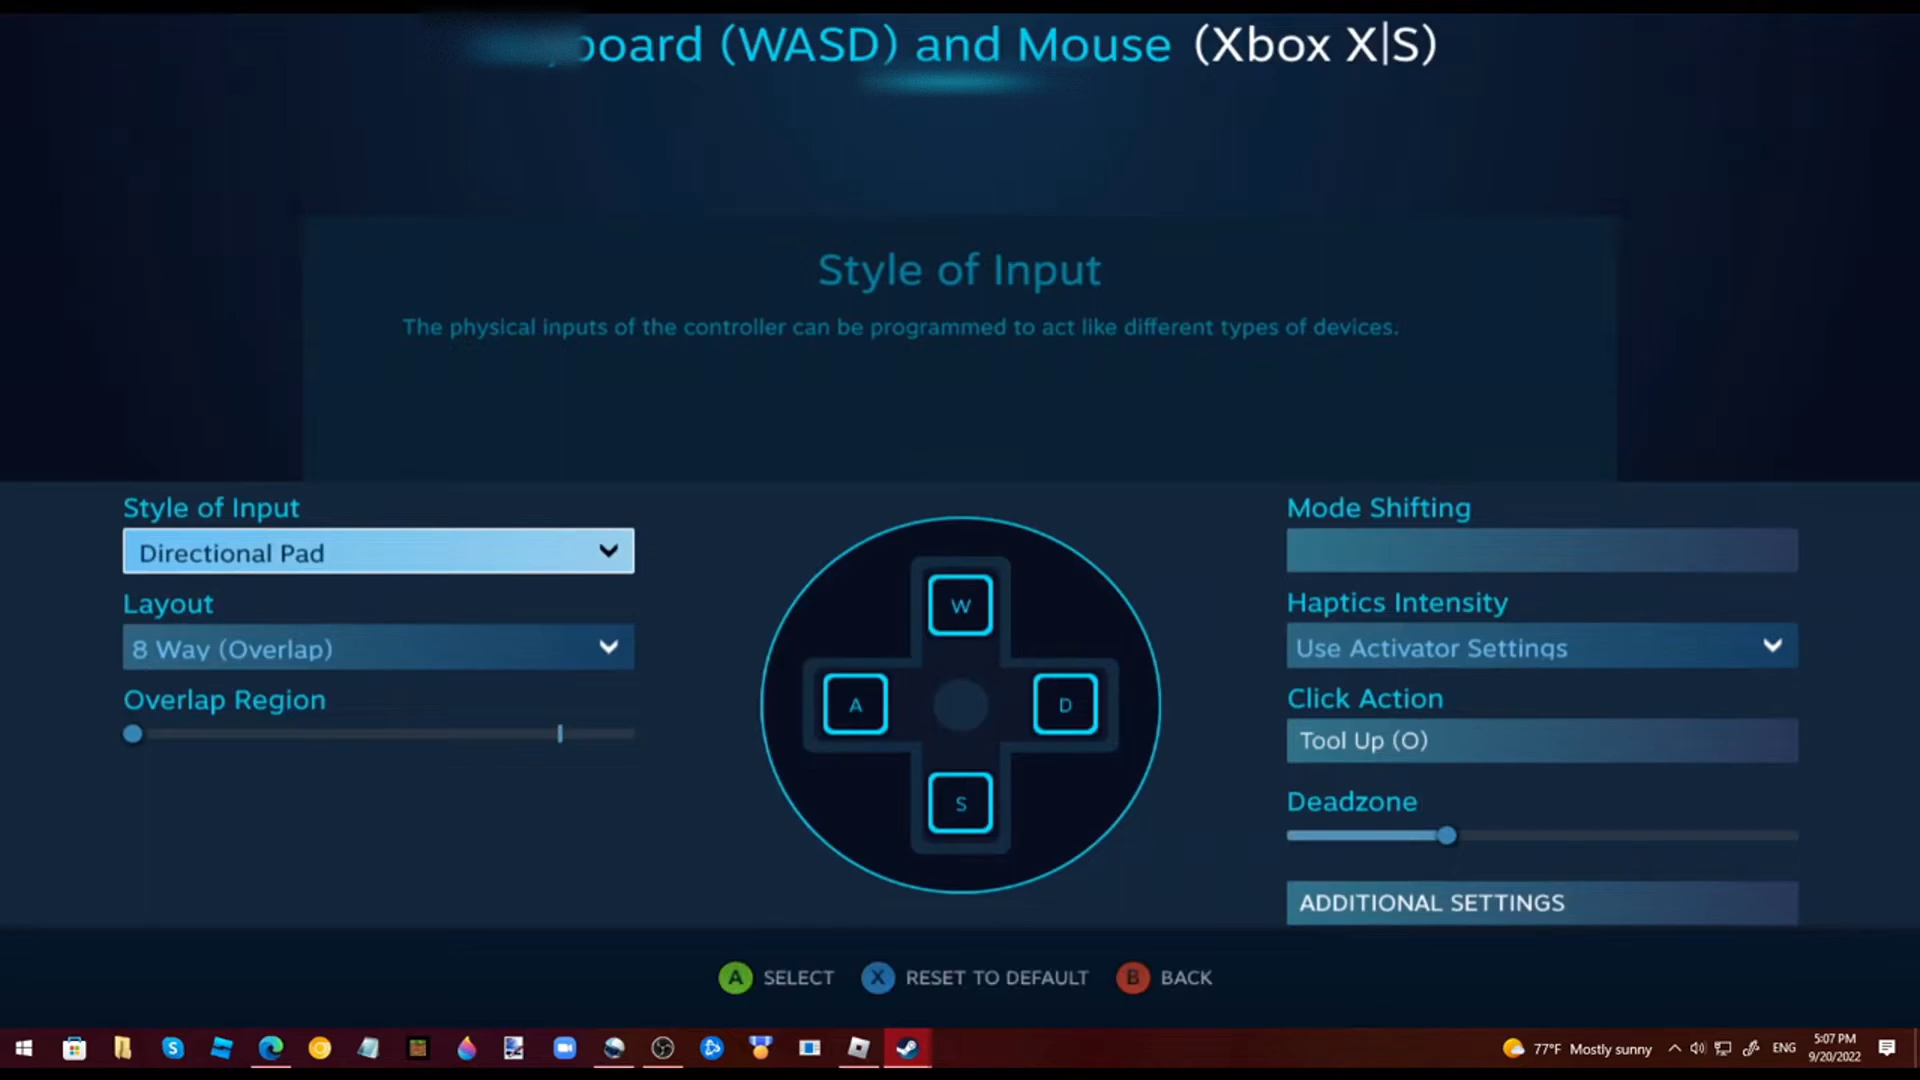 (WASD) and Mouse (Xbox X|S)
Style of Input
The physical inputs of the controller can be programmed to act like different types of devices.
Style of Input
Directional Pad
Layout
8 Way (Overlap)
Overlap Region
W
A
D
S
Mode Shifting
Haptics Intensity
Use Activator Settings
Click Action
Tool Up (O)
Deadzone
ADDITIONAL SETTINGS
A SELECT X RESET TO DEFAULT B BACK
77°F Mostly sunny
ENG
5:07 PM
9/20/2022